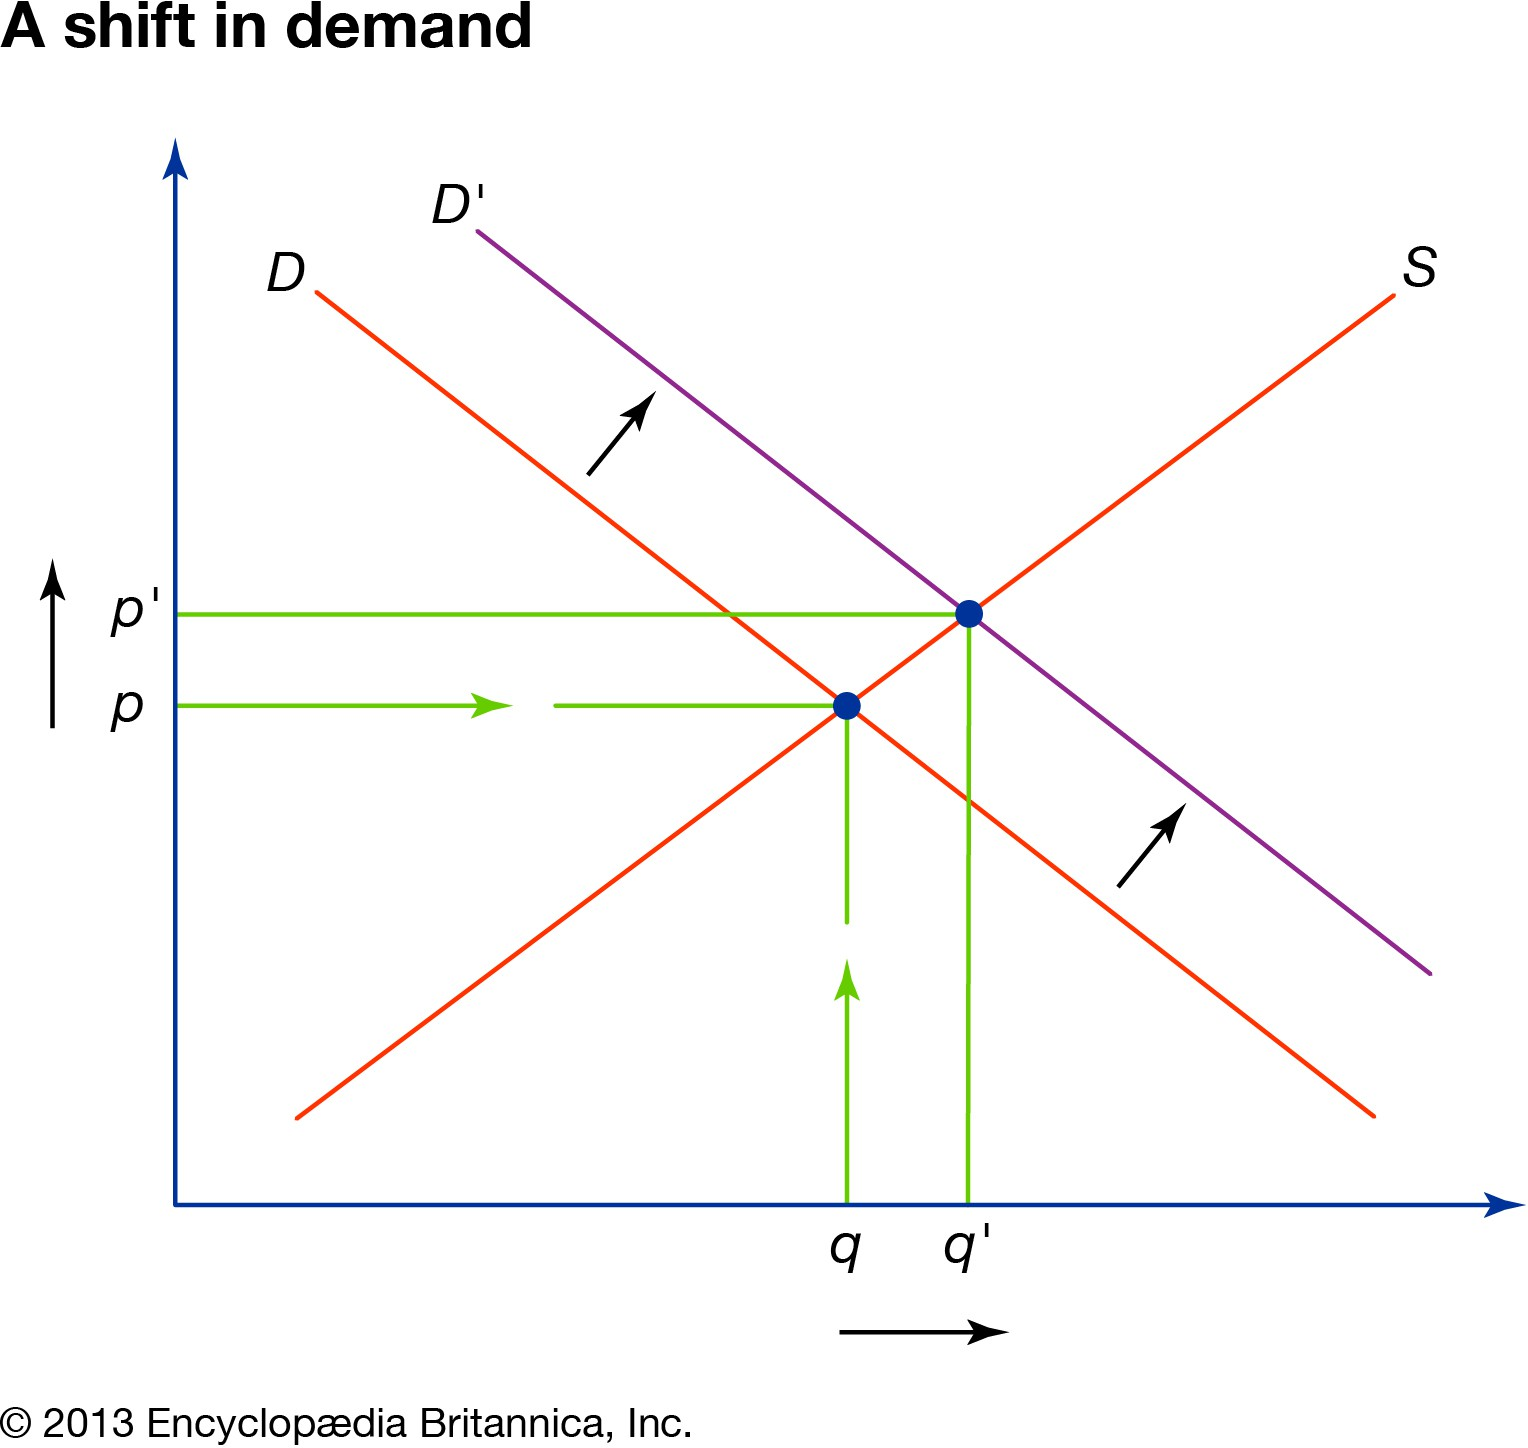 A shift in demand
D'
D
S
p'
p
q q'
© 2013 Encyclopædia Britannica, Inc.